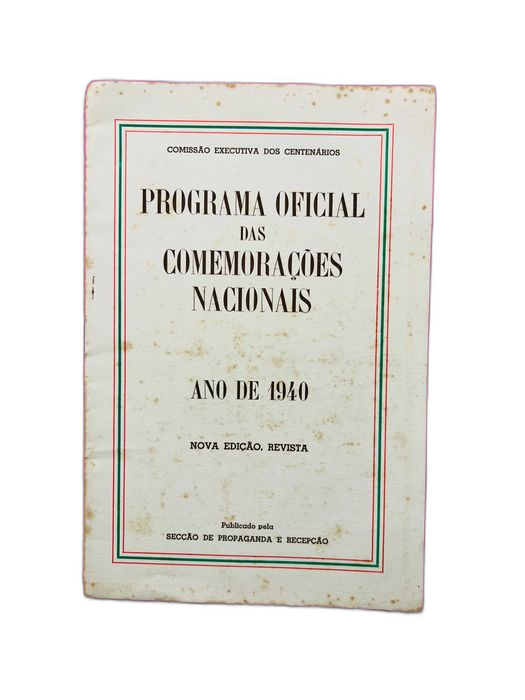 COMISSÃO EXECUTIVA DOS CENTENÁRIOS
PROGRAMA OFICIAL
DAS
COMEMORAÇÕES
NACIONAIS
ANO DE 1940
NOVA EDIÇÃO, REVISTA
Publicado pela
SECÇÃO DE PROPAGANDA E RECEPÇÃO